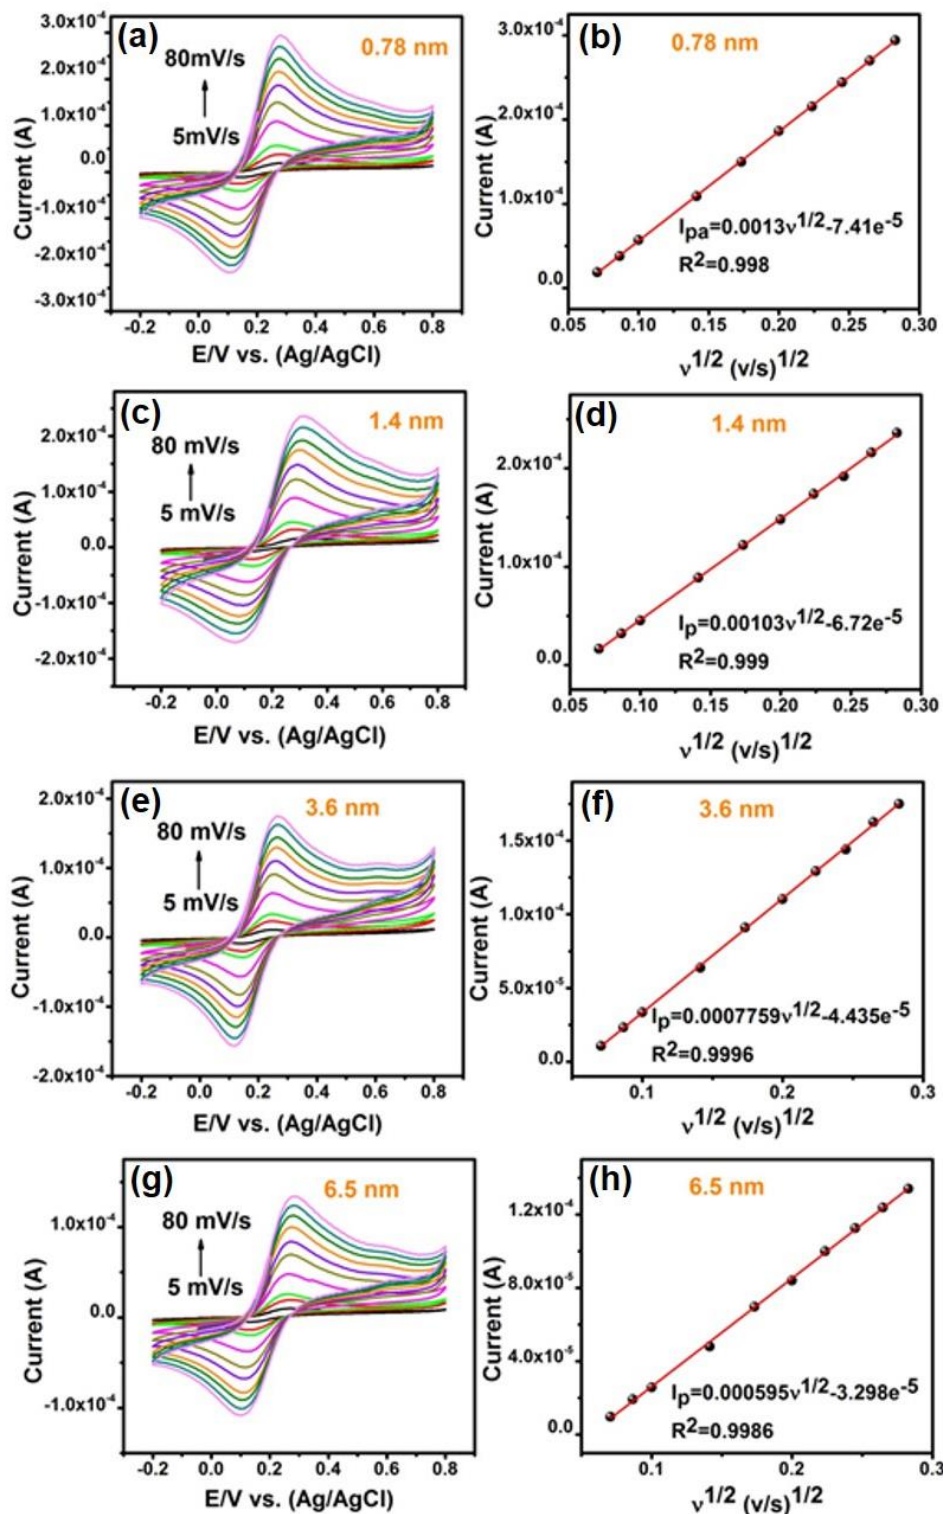 (a)
0.78 nm
80mV/s
5mV/s
3.0x10⁻⁴
2.0x10⁻⁴
1.0x10⁻⁴
0.0
-1.0x10⁻⁴
-2.0x10⁻⁴
-3.0x10⁻⁴
Current (A)
-0.2 0.0 0.2 0.4 0.6 0.8
E/V vs. (Ag/AgCl)
(b)
0.78 nm
3.0x10⁻⁴
2.0x10⁻⁴
1.0x10⁻⁴
0.0
Current (A)
Ipa=0.0013ν^1/2-7.41e⁻⁵
R²=0.998
0.05 0.10 0.15 0.20 0.25 0.30
ν^1/2 (v/s)^1/2
(c)
1.4 nm
80 mV/s
5 mV/s
2.0x10⁻⁴
1.0x10⁻⁴
0.0
-1.0x10⁻⁴
-2.0x10⁻⁴
Current (A)
-0.2 0.0 0.2 0.4 0.6 0.8
E/V vs. (Ag/AgCl)
(d)
1.4 nm
2.0x10⁻⁴
1.0x10⁻⁴
0.0
Current (A)
Ip=0.00103ν^1/2-6.72e⁻⁵
R²=0.999
0.05 0.10 0.15 0.20 0.25 0.30
ν^1/2 (v/s)^1/2
(e)
3.6 nm
80 mV/s
5 mV/s
2.0x10⁻⁴
1.0x10⁻⁴
0.0
-1.0x10⁻⁴
-2.0x10⁻⁴
Current (A)
-0.2 0.0 0.2 0.4 0.6 0.8
E/V vs. (Ag/AgCl)
(f)
3.6 nm
1.5x10⁻⁴
1.0x10⁻⁴
5.0x10⁻⁵
0.0
Current (A)
Ip=0.0007759ν^1/2-4.435e⁻⁵
R²=0.9996
0.1 0.2 0.3
ν^1/2 (v/s)^1/2
(g)
6.5 nm
80 mV/s
5 mV/s
1.0x10⁻⁴
0.0
-1.0x10⁻⁴
Current (A)
-0.2 0.0 0.2 0.4 0.6 0.8
E/V vs. (Ag/AgCl)
(h)
6.5 nm
1.2x10⁻⁴
8.0x10⁻⁵
4.0x10⁻⁵
0.0
Current (A)
Ip=0.000595ν^1/2-3.298e⁻⁵
R²=0.9986
0.1 0.2 0.3
ν^1/2 (v/s)^1/2